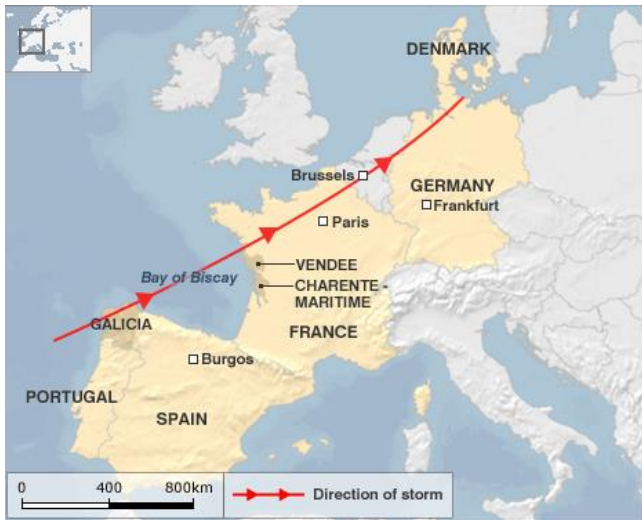 DENMARK
Brussels
GERMANY
Frankfurt
Paris
Bay of Biscay
VENDEE
CHARENTE -
MARITIME
GALICIA
FRANCE
Burgos
PORTUGAL
SPAIN
0 400 800km
Direction of storm